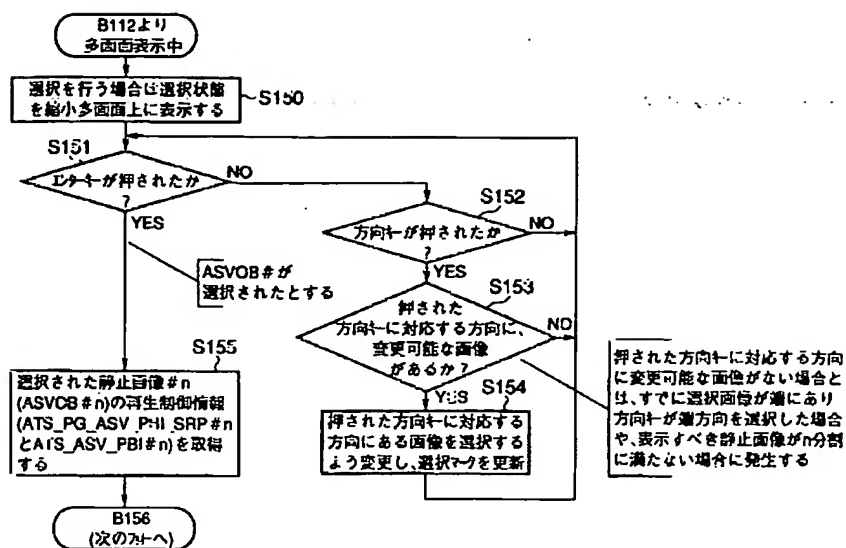 B112より
多画面表示中
選択を行う場合は選択状態
を縮小多画面上に表示する
S150
S151
エンターキーが押されたか
?
NO
YES
S152
方向キーが押されたか
?
NO
YES
ASVOB#が
選択されたとする
S153
押された
方向キーに対応する方向に、
変更可能な画像
があるか?
NO
YES
S154
押された方向キーに対応する
方向にある画像を選択する
よう変更し、選択マークを更新
S155
選択された静止画像#n
(ASVOB#n)の再生制御情報
(ATS_PG_ASV_PHI_SRP#n
とATS_ASV_PBI#n)を取得
する
押された方向キーに対応する方向
に変更可能な画像がない場合と
は、すでに選択画像が端にあり
方向キーが端方向を選択した場合
や、表示すべき静止画像がn分割
に満たない場合に発生する
B156
(次のフローへ)